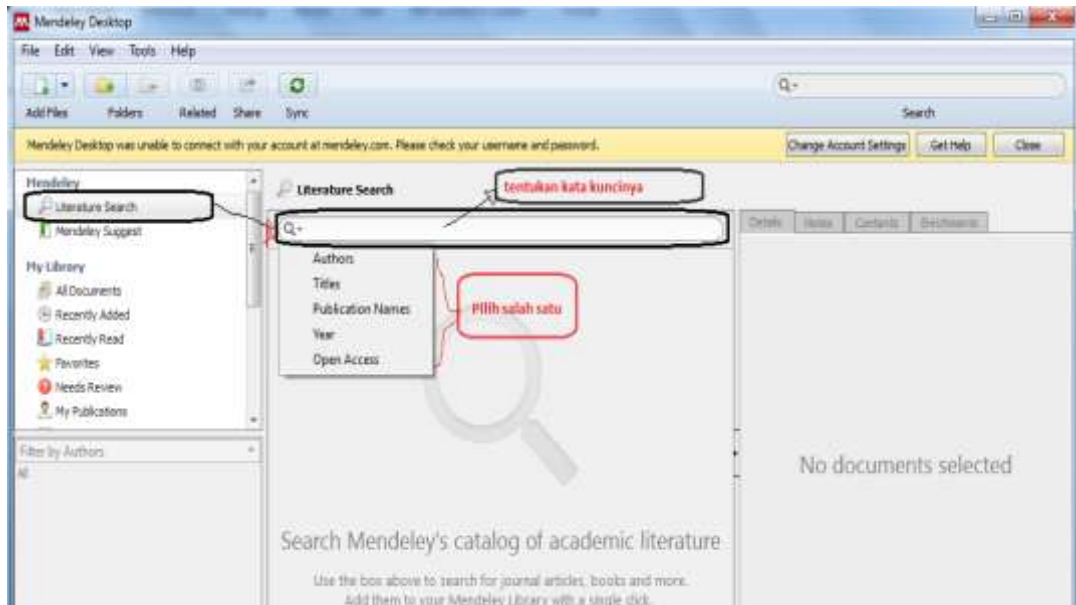 Mendeley Desktop
File Edit View Tools Help
Add Files Folders Related Share Sync
Search
Mendeley Desktop was unable to connect with your account at mendeley.com. Please check your username and password.
Change Account Settings Get Help Close
Mendeley
Literature Search
Mendeley Suggest
My Library
All Documents
Recently Added
Recently Read
Favorites
Needs Review
My Publications
Filter by Authors
All
Literature Search
tentukan kata kuncinya
Authors
Titles
Publication Names
Year
Open Access
Pilih salah satu
Search Mendeley's catalog of academic literature
Use the box above to search for journal articles, books and more.
Add them to your Mendeley Library with a single click.
Details Notes Contents
No documents selected